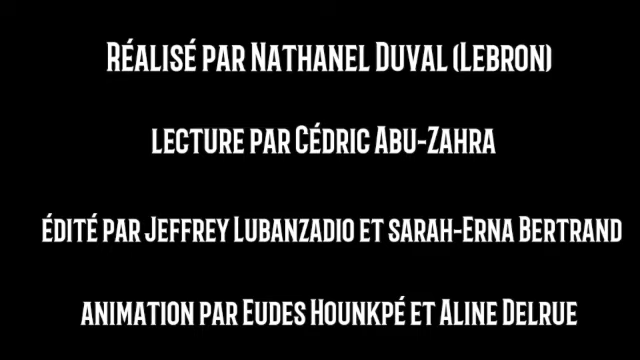 Réalisé par Nathanel Duval (Lebron)
lecture par Cédric Abu-Zahra
édité par Jeffrey Lubanzadio et sarah-Erna Bertrand
animation par Eudes Hounkpé et Aline Delrue